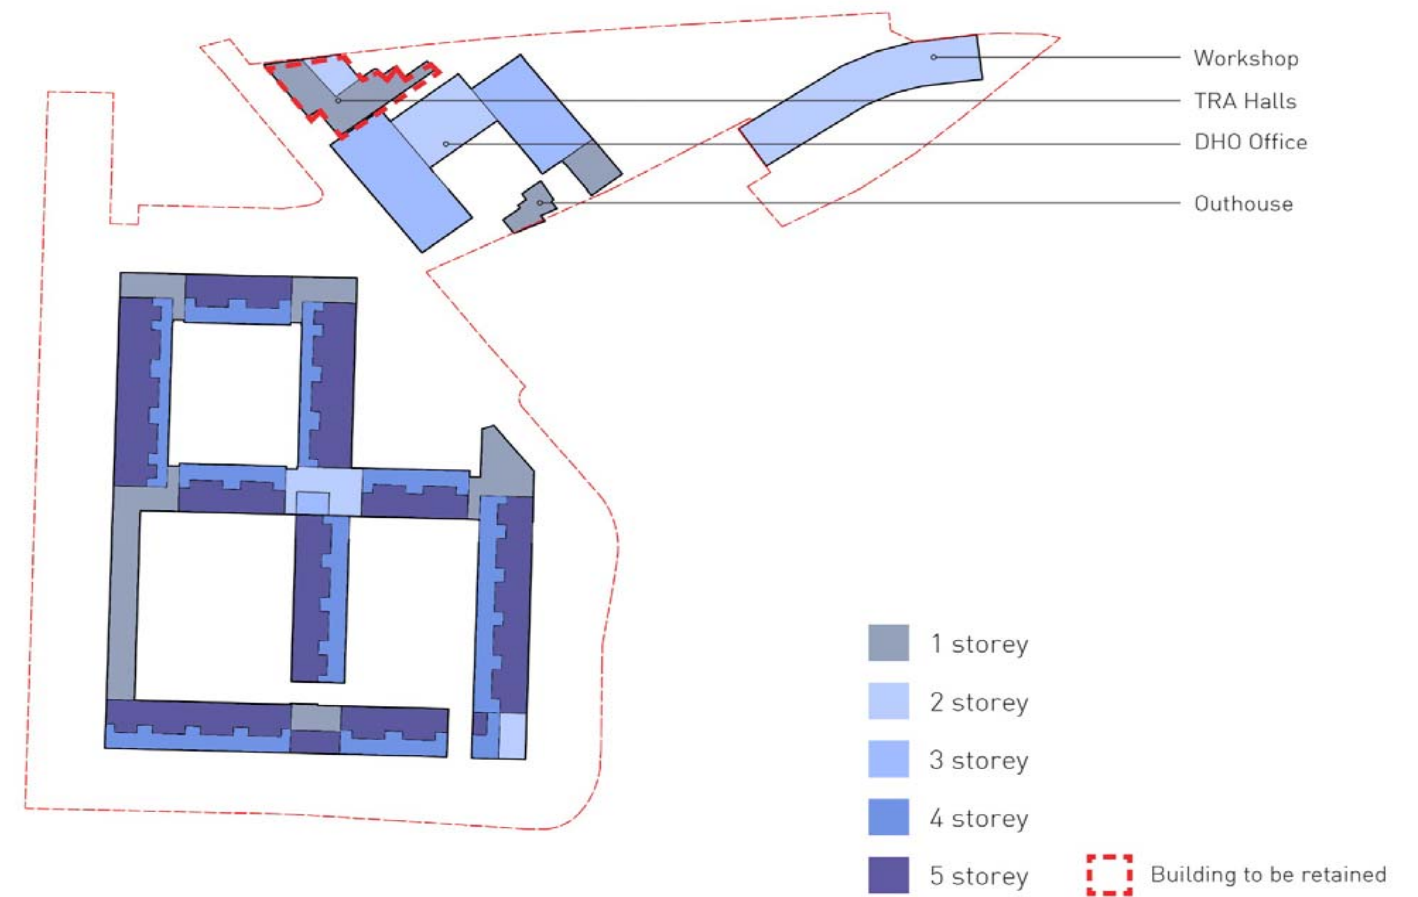 Workshop
TRA Halls
DHO Office
Outhouse
1 storey
2 storey
3 storey
4 storey
5 storey
Building to be retained